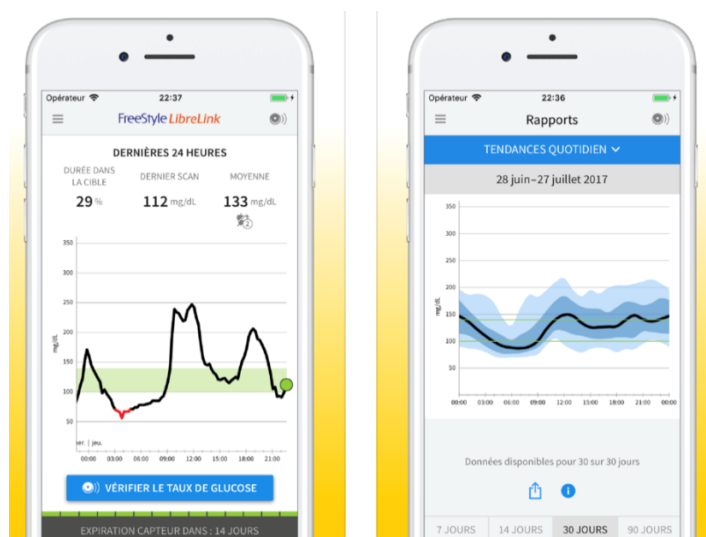 Opérateur 22:37
FreeStyle LibreLink
DERNIÈRES 24 HEURES
DURÉE DANS LA CIBLE DERNIER SCAN MOYENNE
29 % 112 mg/dL 133 mg/dL
2
350
300
250
200
mg/dL
150
100
50
jeu.
00:00 03:00 06:00 09:00 12:00 15:00 18:00 21:00
VÉRIFIER LE TAUX DE GLUCOSE
EXPIRATION CAPTEUR DANS : 14 JOURS
Opérateur 22:36
Rapports
TENDANCES QUOTIDIEN
28 juin–27 juillet 2017
350
300
250
200
mg/dL
150
100
50
00:00 03:00 06:00 09:00 12:00 15:00 18:00 21:00 00:00
Données disponibles pour 30 sur 30 jours
7 JOURS 14 JOURS 30 JOURS 90 JOURS